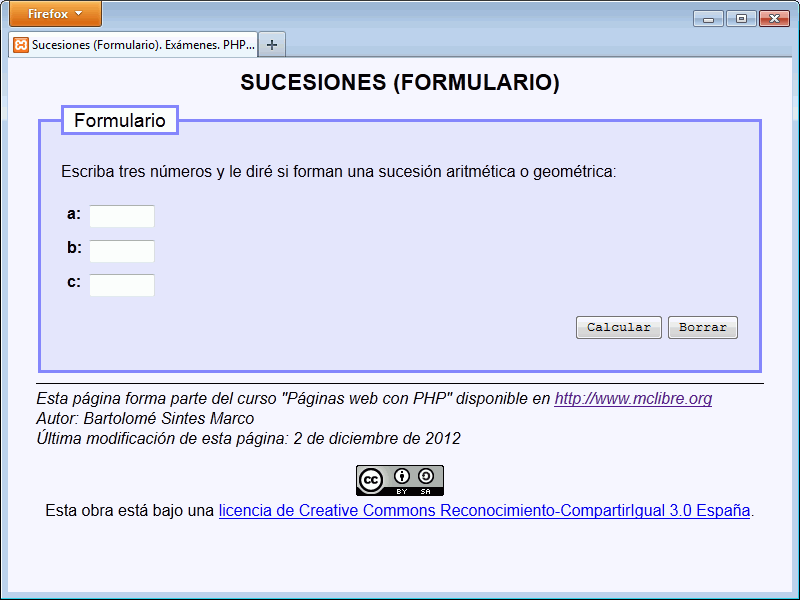 Firefox
Sucesiones (Formulario). Exámenes. PHP...
SUCESIONES (FORMULARIO)
Formulario
Escriba tres números y le diré si forman una sucesión aritmética o geométrica:
a:
b:
c:
Calcular Borrar
Esta página forma parte del curso "Páginas web con PHP" disponible en http://www.mclibre.org
Autor: Bartolomé Sintes Marco
Última modificación de esta página: 2 de diciembre de 2012
cc
BY SA
Esta obra está bajo una licencia de Creative Commons Reconocimiento-CompartirIgual 3.0 España.